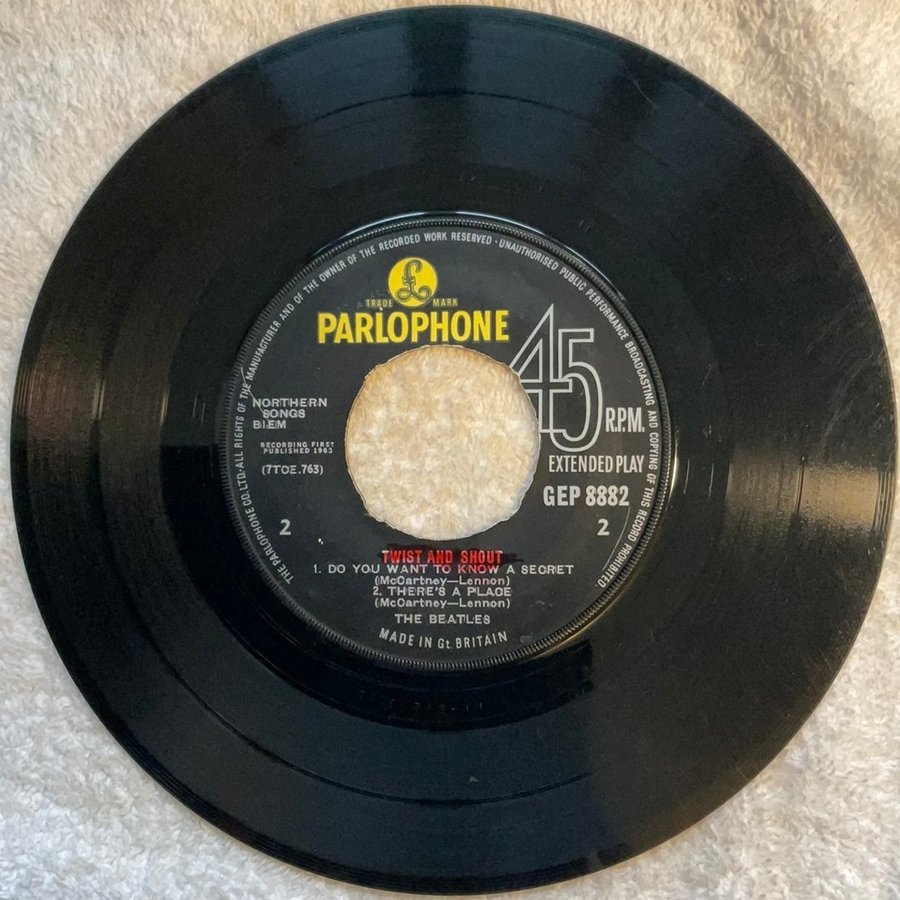 THE PARLOPHONE CO. LTD.·ALL RIGHTS OF THE MANUFACTURER AND OF THE OWNER OF THE RECORDED WORK RESERVED · UNAUTHORISED PUBLIC PERFORMANCE BROADCASTING AND COPYING OF THIS RECORD PROHIBITED
£
TRADE MARK
PARLOPHONE
45
R.P.M.
EXTENDED PLAY
GEP 8882
NORTHERN
SONGS
BIEM
RECORDING FIRST
PUBLISHED 1963
(7TCE.763)
2
2
TWIST AND SHOUT
1. DO YOU WANT TO KNOW A SECRET
(McCartney—Lennon)
2. THERE'S A PLACE
(McCartney—Lennon)
THE BEATLES
MADE IN Gt. BRITAIN